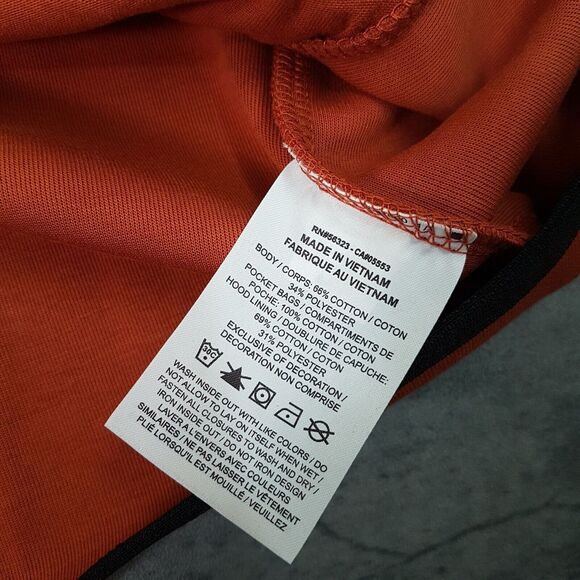 RN#56323 - CA#05553
MADE IN VIETNAM
FABRIQUE AU VIETNAM
BODY / CORPS: 66% COTTON / COTON
34% POLYESTER
POCKET BAGS / COMPARTIMENTS DE
POCHE: 100% COTTON / COTON
HOOD LINING / DOUBLURE DE CAPUCHE:
69% COTTON / COTON
31% POLYESTER
EXCLUSIVE OF DECORATION /
DECORATION NON COMPRISE
30°
WASH INSIDE OUT WITH LIKE COLORS / DO
NOT ALLOW TO LAY ON ITSELF WHEN WET /
FASTEN ALL CLOSURES TO WASH AND DRY /
IRON INSIDE OUT / DO NOT IRON DESIGN
LAVER A L'ENVERS AVEC COULEURS
SIMILAIRES / NE PAS LAISSER LE VÊTEMENT
PLIÉ LORSQU'IL EST MOUILLÉ / VEUILLEZ